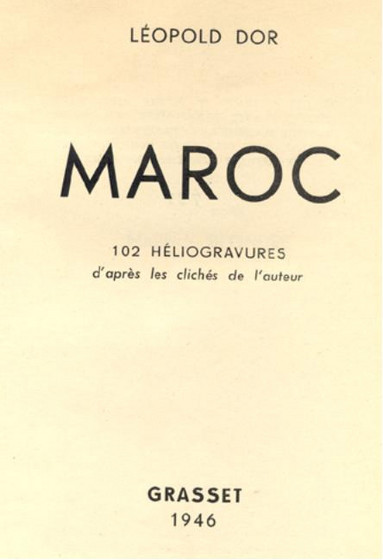 LÉOPOLD DOR
MAROC
102 HÉLIOGRAVURES
d'après les clichés de l'auteur
GRASSET
1946